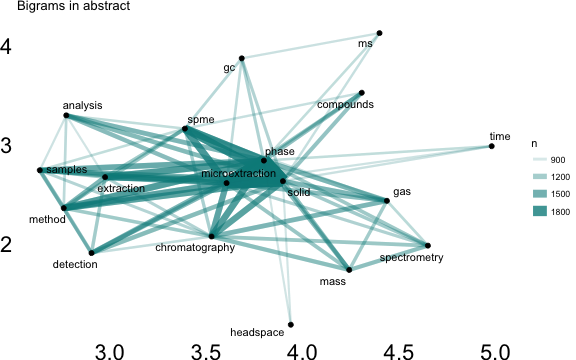 Bigrams in abstract
4
ms
gc
compounds
analysis
spme
3
time
phase
n
samples
microextraction
900
extraction
solid
gas
1200
1500
method
1800
2
chromatography
spectrometry
detection
mass
headspace
3.0 3.5 4.0 4.5 5.0